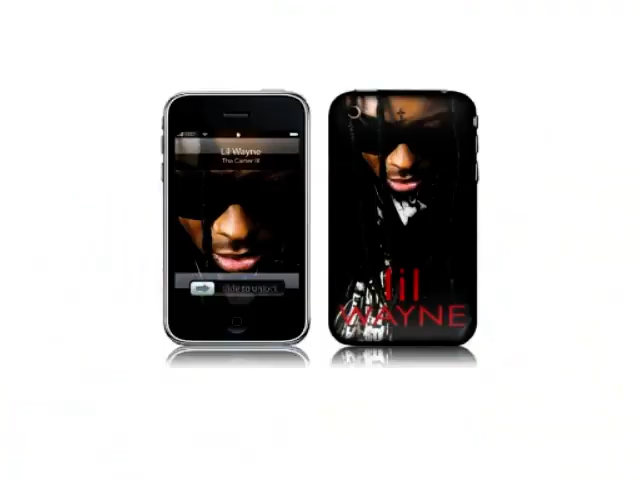 Lil Wayne
Tha Carter III
slide to unlock
lil
WAYNE